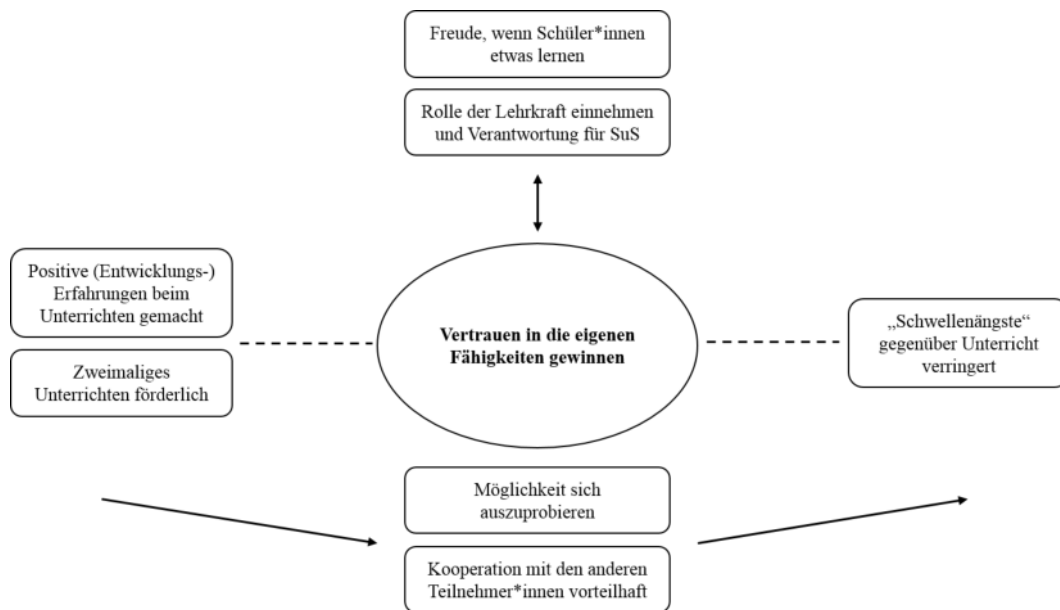 Freude, wenn Schüler*innen
etwas lernen
Rolle der Lehrkraft einnehmen
und Verantwortung für SuS
Positive (Entwicklungs-)
Erfahrungen beim
Unterrichten gemacht
Zweimaliges
Unterrichten förderlich
Vertrauen in die eigenen
Fähigkeiten gewinnen
„Schwellenängste“
gegenüber Unterricht
verringert
Möglichkeit sich
auszuprobieren
Kooperation mit den anderen
Teilnehmer*innen vorteilhaft